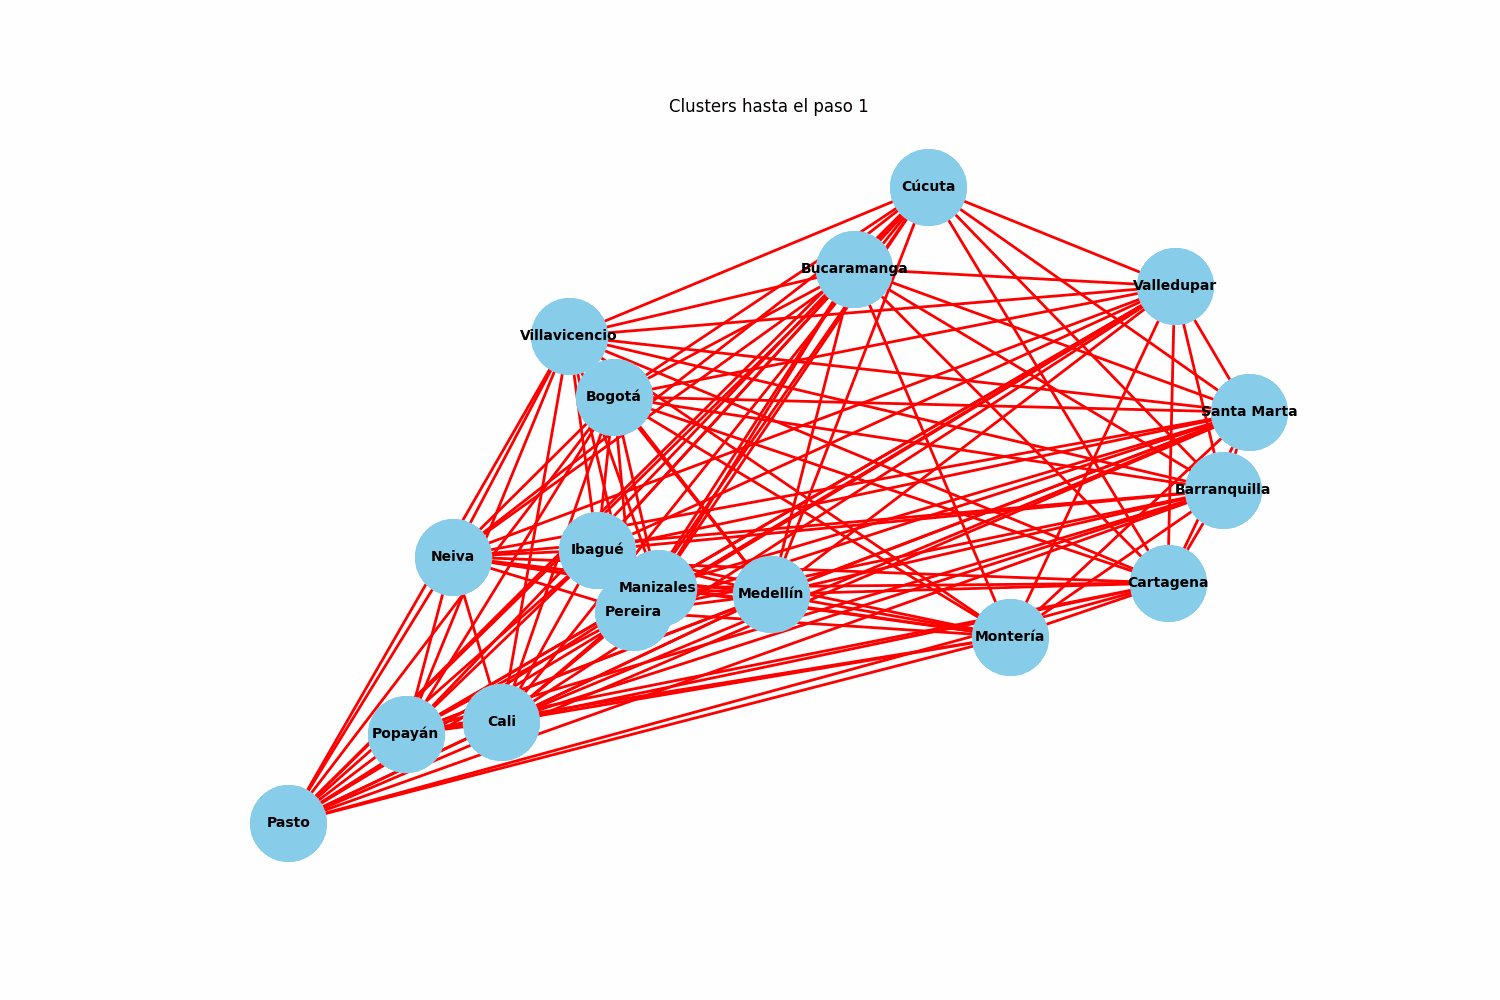 Clusters hasta el paso 1
Cúcuta
Bucaramanga
Valledupar
Villavicencio
Bogotá
Santa Marta
Barranquilla
Neiva
Ibagué
Manizales
Medellín
Cartagena
Pereira
Montería
Cali
Popayán
Pasto